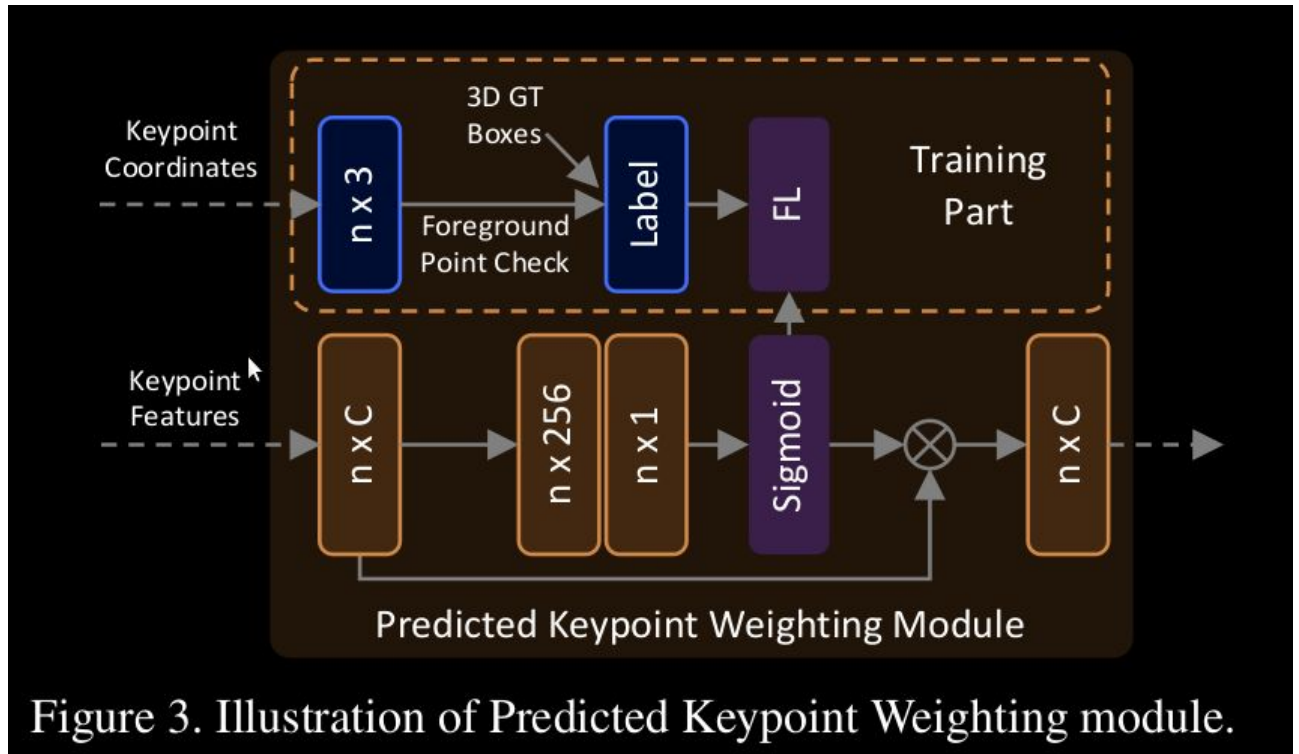 3D GT
Boxes
Keypoint
Coordinates
n x 3
Foreground
Point Check
Label
FL
Training
Part
Keypoint
Features
n x C
n x 256
n x 1
Sigmoid
n x C
Predicted Keypoint Weighting Module
Figure 3. Illustration of Predicted Keypoint Weighting module.